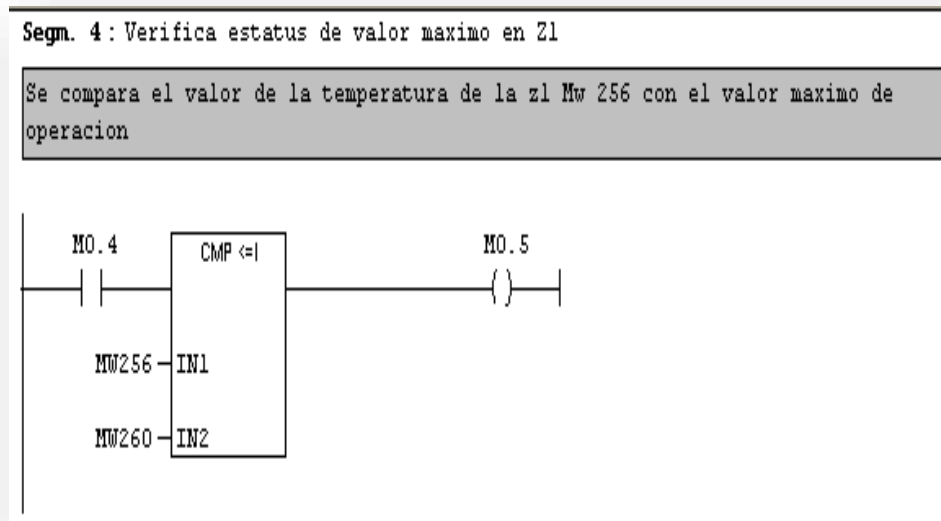 Segm. 4 : Verifica estatus de valor maximo en Z1
Se compara el valor de la temperatura de la z1 Mw 256 con el valor maximo de
operacion
M0.4
CMP <=I
M0.5
MW256
IN1
MW260
IN2